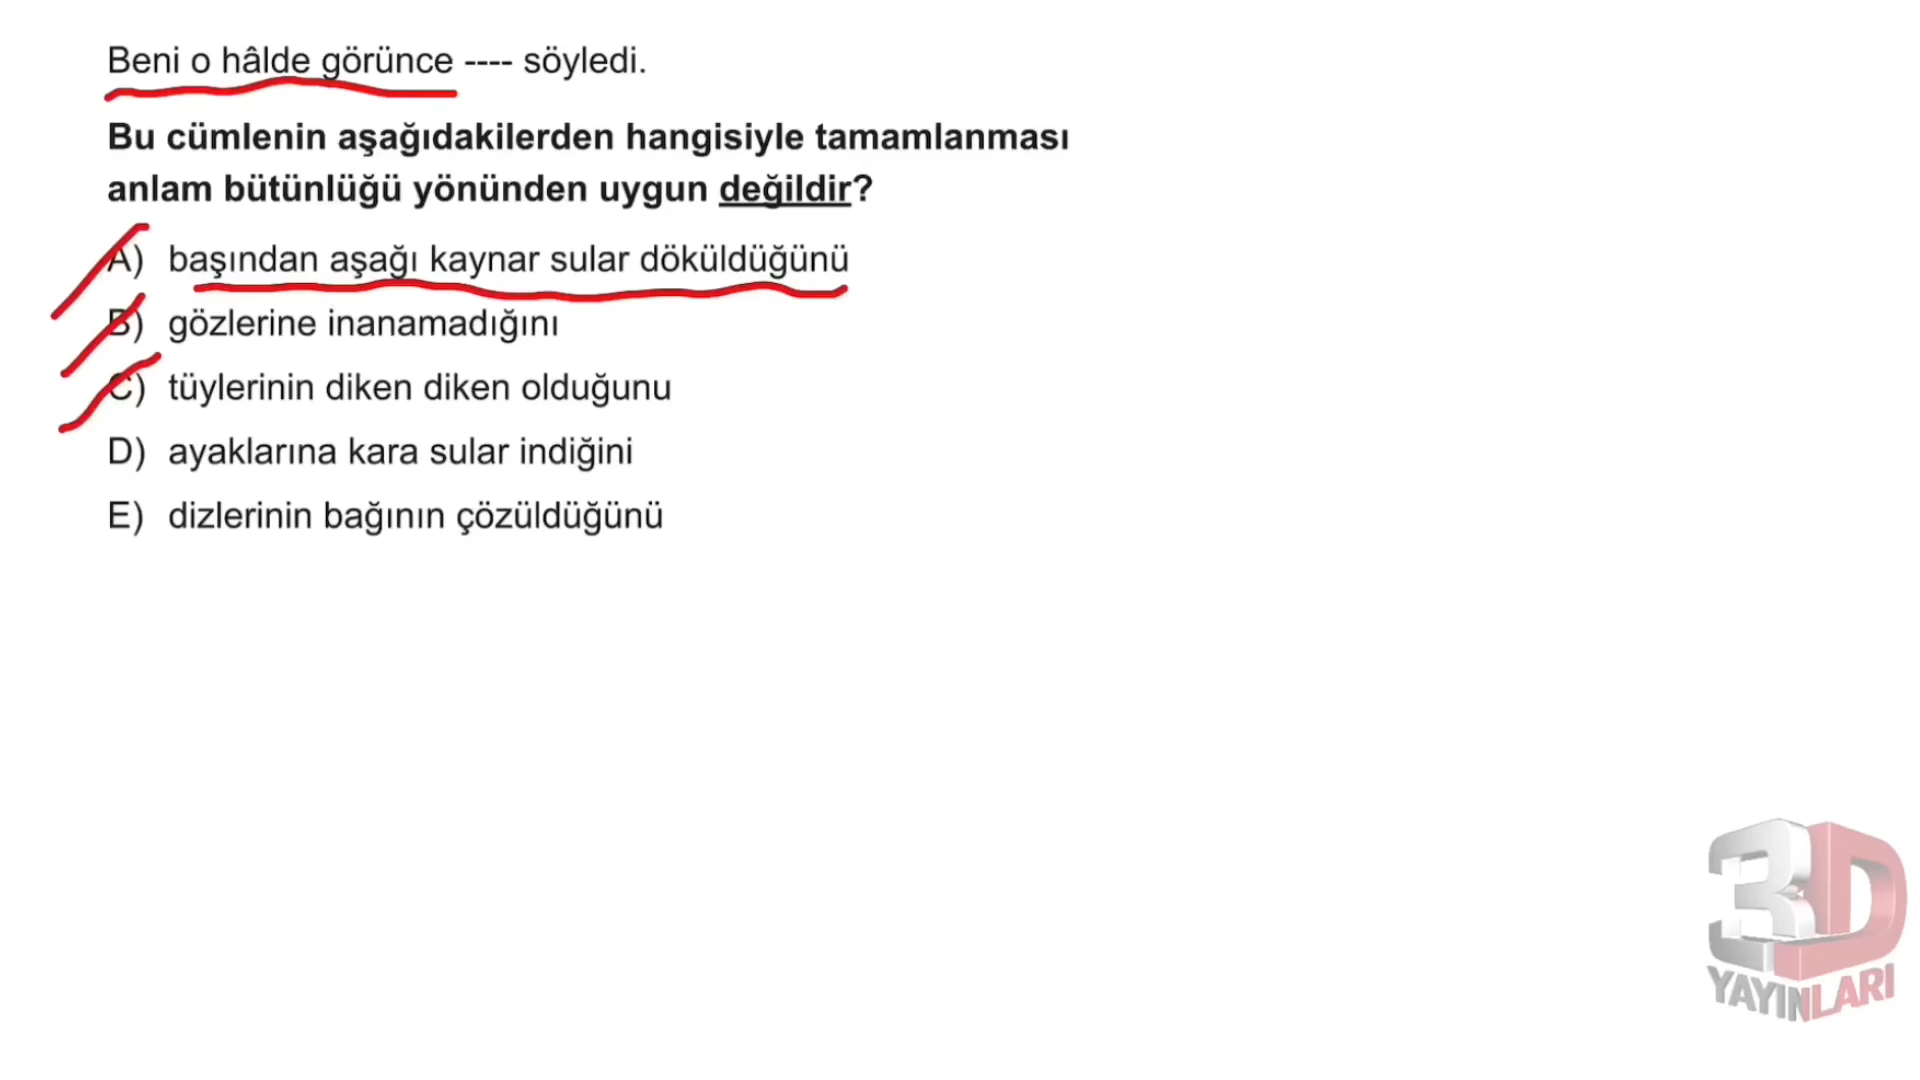 Beni o hâlde görünce ---- söyledi.
Bu cümlenin aşağıdakilerden hangisiyle tamamlanması
anlam bütünlüğü yönünden uygun değildir?
A) başından aşağı kaynar sular döküldüğünü
B) gözlerine inanamadığını
C) tüylerinin diken diken olduğunu
D) ayaklarına kara sular indiğini
E) dizlerinin bağının çözüldüğünü
3D
YAYINLARI